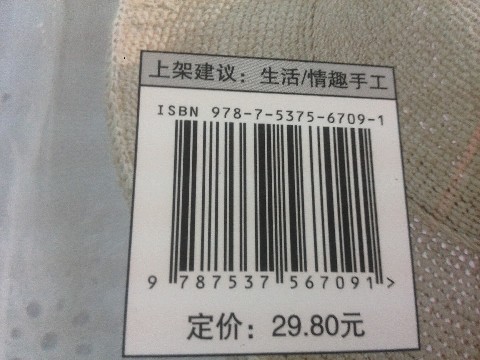 上架建议：生活/情趣手工
ISBN 978-7-5375-6709-1
9 787537 567091 >
定价：29.80元